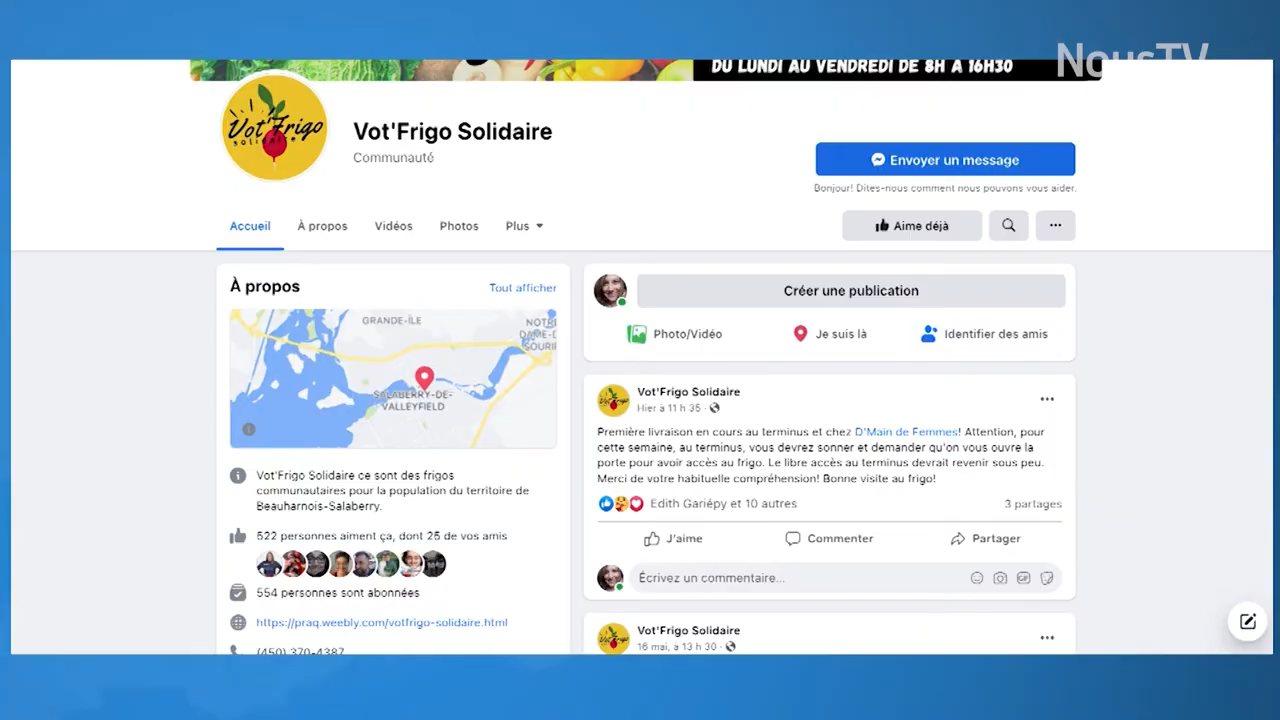 NousTV
DU LUNDI AU VENDREDI DE 8H À 16H30
Vot'Frigo
solidaire
Vot'Frigo Solidaire
Communauté
Envoyer un message
Bonjour! Dites-nous comment nous pouvons vous aider.
Accueil
À propos
Vidéos
Photos
Plus
Aime déjà
À propos
Tout afficher
GRANDE-ÎLE
SALABERRY-DE-
VALLEYFIELD
Vot'Frigo Solidaire ce sont des frigos
communautaires pour la population du territoire de
Beauharnois-Salaberry.
522 personnes aiment ça, dont 25 de vos amis
554 personnes sont abonnées
https://praq.weebly.com/votfrigo-solidaire.html
(450) 370-4387
Créer une publication
Photo/Vidéo
Je suis là
Identifier des amis
Vot'Frigo Solidaire
Hier à 11 h 35 ·
Première livraison en cours au terminus et chez D'Main de Femmes! Attention, pour
cette semaine, au terminus, vous devrez sonner et demander qu'on vous ouvre la
porte pour avoir accès au frigo. Le libre accès au terminus devrait revenir sous peu.
Merci de votre habituelle compréhension! Bonne visite au frigo!
Edith Gariépy et 10 autres
3 partages
J'aime
Commenter
Partager
Écrivez un commentaire...
GIF
Vot'Frigo Solidaire
16 mai, à 13 h 30 ·